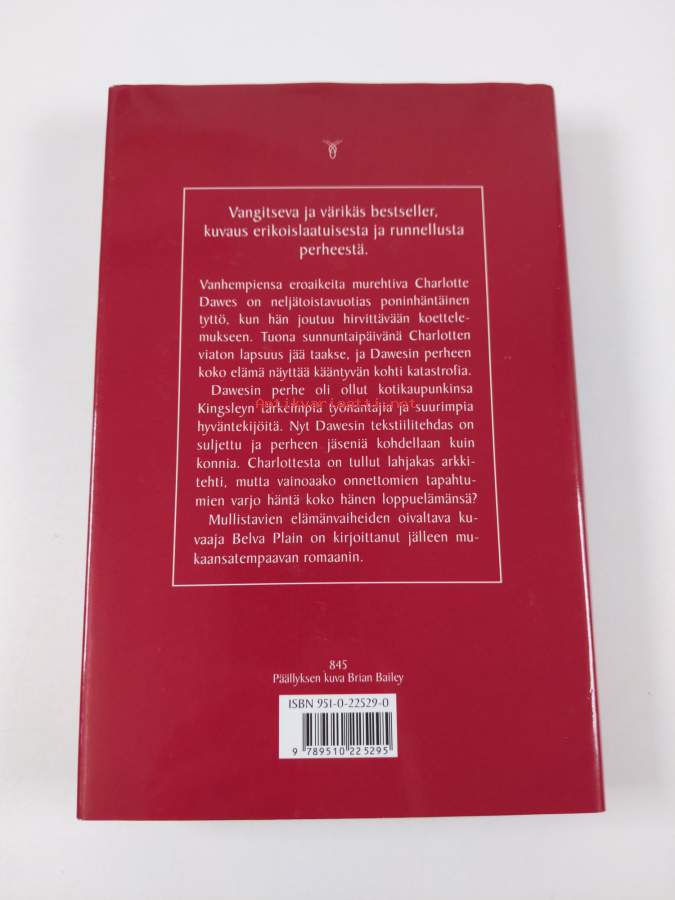 Vangitseva ja värikäs bestseller,
kuvaus erikoislaatuisesta ja runnellusta
perheestä.
Vanhempiensa eroaikeita murehtiva Charlotte
Dawes on neljätoistavuotias poninhäntäinen
tyttö, kun hän joutuu hirvittävään koettele-
mukseen. Tuona sunnuntaipäivänä Charlotten
viaton lapsuus jää taakse, ja Dawesin perheen
koko elämä näyttää kääntyvän kohti katastrofia.
Dawesin perhe oli ollut kotikaupunkinsa
Kingsleyn tärkeimpiä työnantajia ja suurimpia
Antikvariaatti.net
hyväntekijöitä. Nyt Dawesin tekstiilitehdas on
suljettu ja perheen jäseniä kohdellaan kuin
konnia. Charlottesta on tullut lahjakas arkki-
tehti, mutta vainoaako onnettomien tapahtu-
mien varjo häntä koko hänen loppuelämänsä?
Mullistavien elämänvaiheiden oivaltava ku-
vaaja Belva Plain on kirjoittanut jälleen mu-
kaansatempaavan romaanin.
845
Päällyksen kuva Brian Bailey
ISBN 951-0-22529-0
9 789510 225295